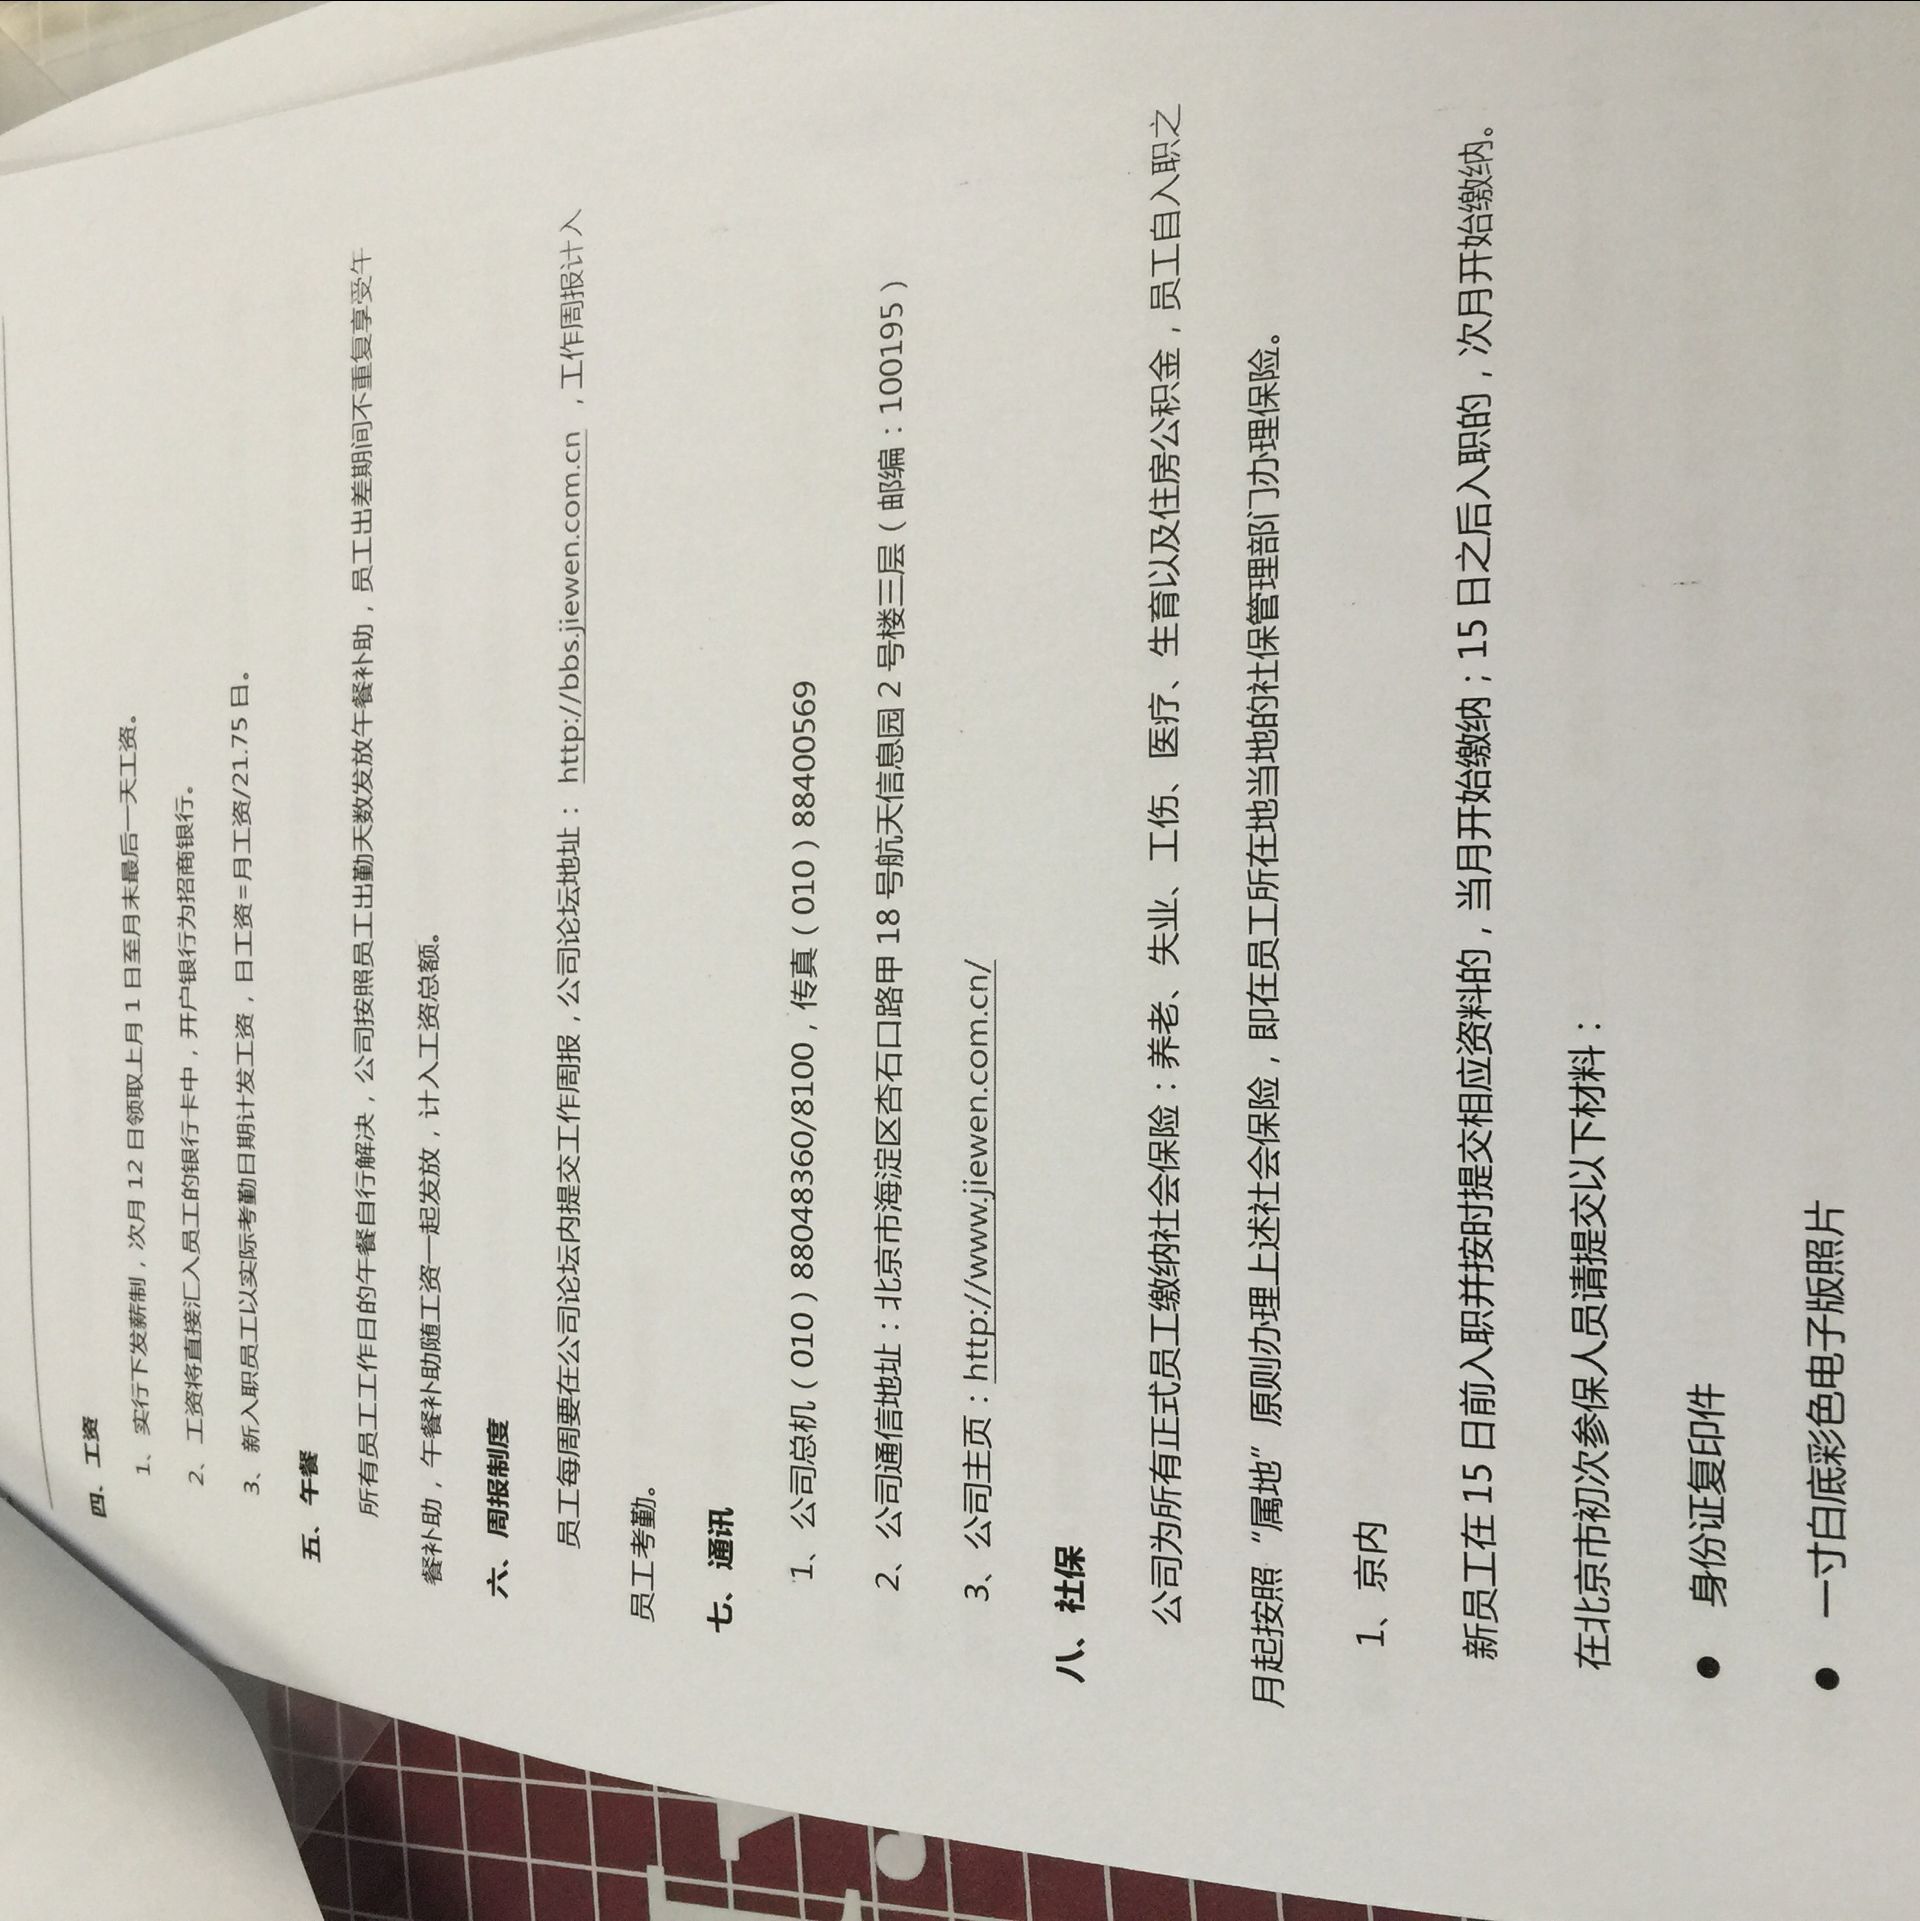 四、工资
1、实行下发薪制，次月 12 日领取上月 1 日至月末最后一天工资。
2、工资将直接汇入员工的银行卡中，开户银行为招商银行。
3、新入职员工以实际考勤日期计发工资，日工资=月工资/21.75 日。
五、午餐
所有员工工作日的午餐自行解决，公司按照员工出勤天数发放午餐补助，员工出差期间不重复享受午
餐补助，午餐补助随工资一起发放，计入工资总额。
六、周报制度
员工每周要在公司论坛内提交工作周报，公司论坛地址：http://bbs.jiewen.com.cn ，工作周报计入
员工考勤。
七、通讯
1、公司总机（010）88048360/8100，传真（010）88400569
2、公司通信地址：北京市海淀区杏石口路甲 18 号航天信息园 2 号楼三层（邮编：100195）
3、公司主页：http://www.jiewen.com.cn/
八、社保
公司为所有正式员工缴纳社会保险：养老、失业、工伤、医疗、生育以及住房公积金，员工自入职之
月起按照“属地”原则办理上述社会保险，即在员工所在地当地的社保管理部门办理保险。
1、京内
新员工在 15 日前入职并按时提交相应资料的，当月开始缴纳；15 日之后入职的，次月开始缴纳。
在北京市初次参保人员请提交以下材料：
● 身份证复印件
● 一寸白底彩色电子版照片